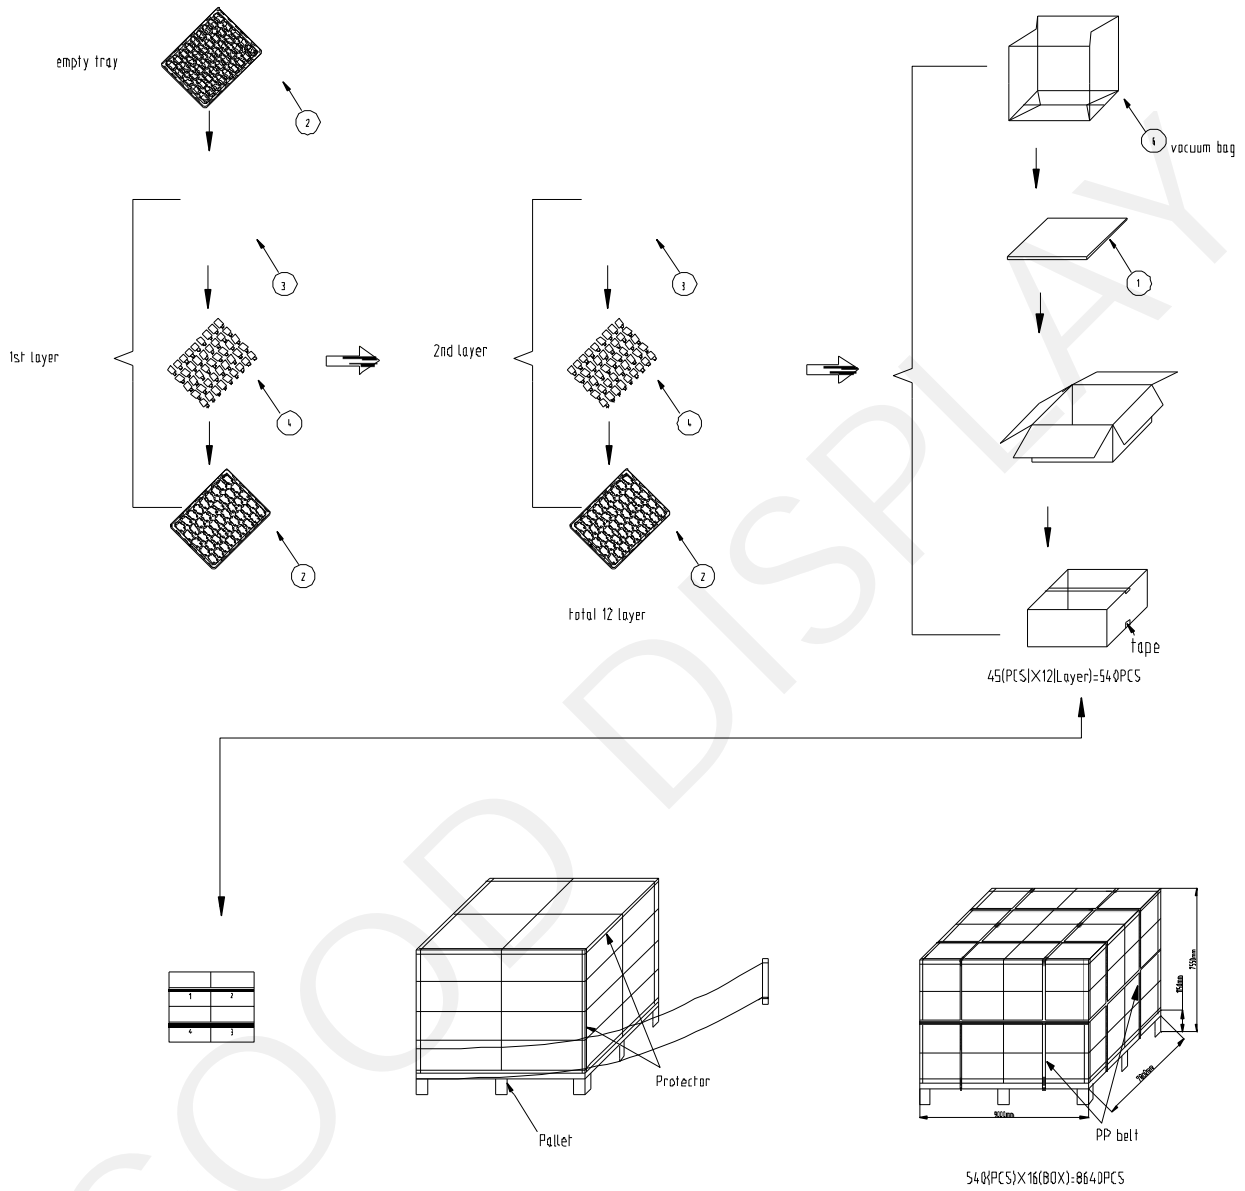 empty tray
2
6
vacuum bag
3
3
1
1st layer
2nd layer
4
4
2
2
total 12 layer
tape
45(PCS)X12(Layer)=540PCS
1 2
4 3
Protector
Pallet
PP belt
540(PCS)X16(BOX)=8640PCS
GOOD DISPLAY